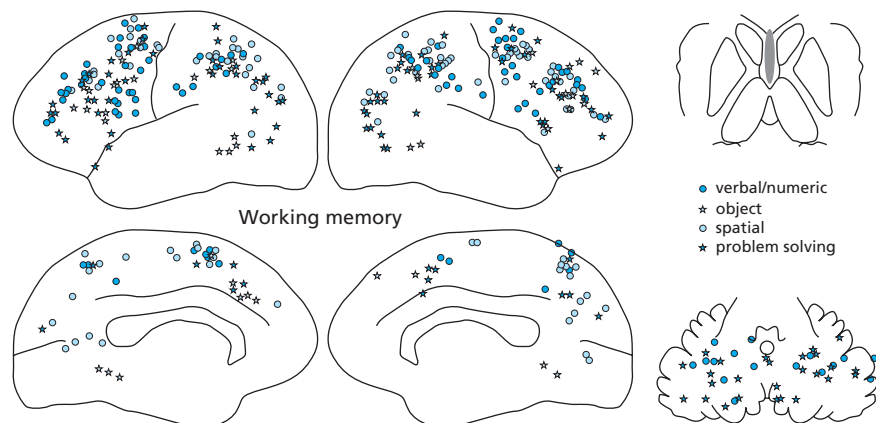 verbal/numeric
object
spatial
problem solving
Working memory